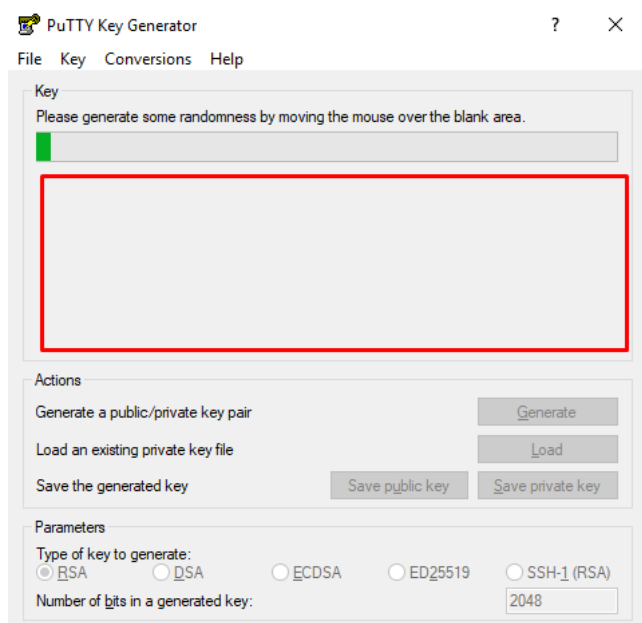 PuTTY Key Generator ?
File Key Conversions Help
Key
Please generate some randomness by moving the mouse over the blank area.
Actions
Generate a public/private key pair Generate
Load an existing private key file Load
Save the generated key Save public key Save private key
Parameters
Type of key to generate:
RSA DSA ECDSA ED25519 SSH-1 (RSA)
Number of bits in a generated key: 2048